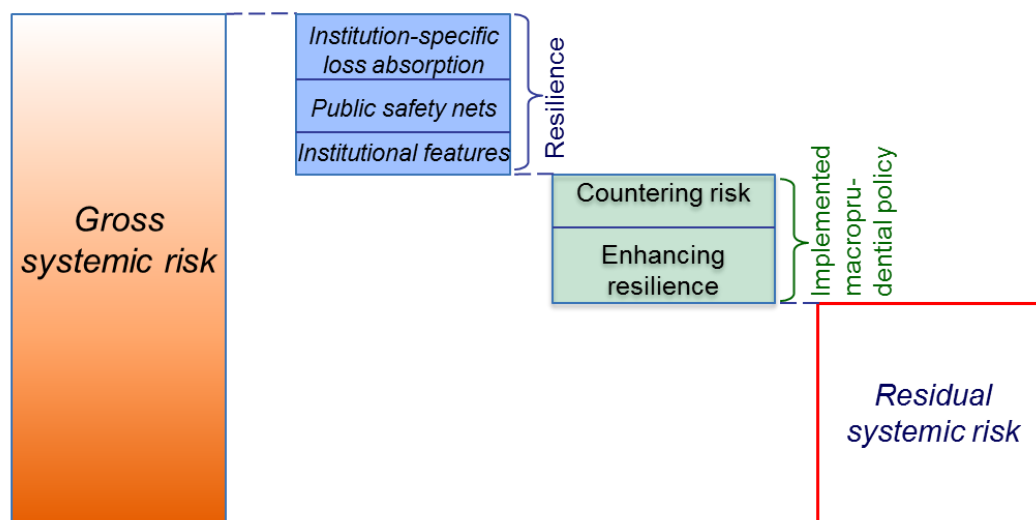 Gross
systemic risk
Institution-specific
loss absorption
Public safety nets
Institutional features
Resilience
Countering risk
Enhancing
resilience
Implemented
macropru-
dential policy
Residual
systemic risk